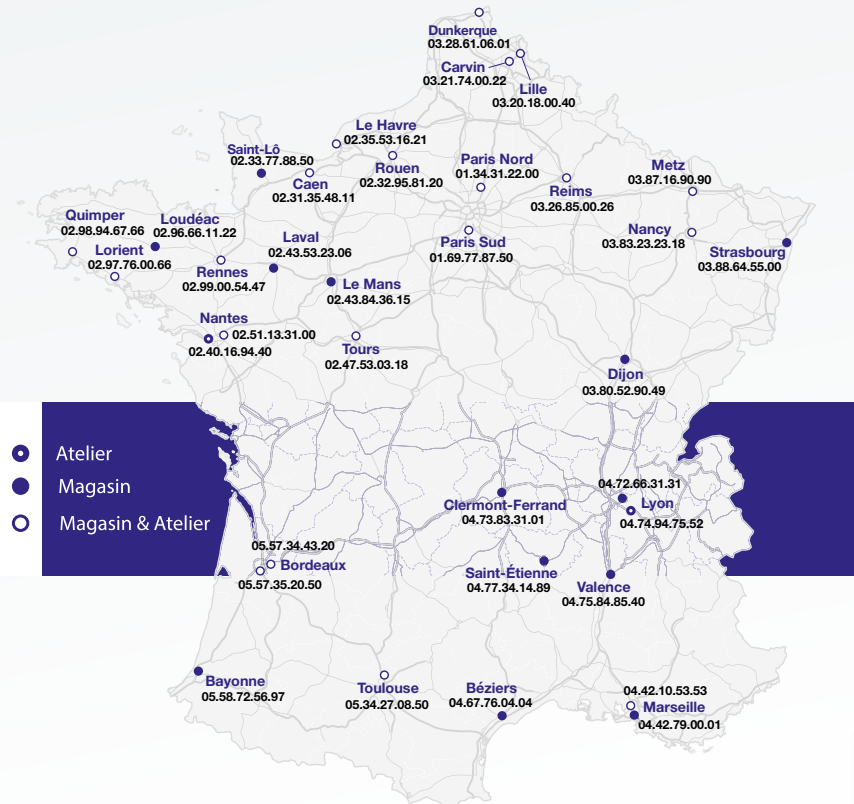 Dunkerque
03.28.61.06.01
Carvin
03.21.74.00.22
Lille
03.20.18.00.40
Le Havre
02.35.53.16.21
Saint-Lô
02.33.77.88.50
Caen
02.31.35.48.11
Rouen
02.32.95.81.20
Paris Nord
01.34.31.22.00
Reims
03.26.85.00.26
Metz
03.87.16.90.90
Quimper
02.98.94.67.66
Loudéac
02.96.66.11.22
Lorient
02.97.76.00.66
Rennes
02.99.00.54.47
Laval
02.43.53.23.06
Le Mans
02.43.84.36.15
Paris Sud
01.69.77.87.50
Nancy
03.83.23.23.18
Strasbourg
03.88.64.55.00
Nantes
02.51.13.31.00
02.40.16.94.40
Tours
02.47.53.03.18
Dijon
03.80.52.90.49
Atelier
Magasin
Magasin & Atelier
Clermont-Ferrand
04.73.83.31.01
04.72.66.31.31
Lyon
04.74.94.75.52
05.57.34.43.20
Bordeaux
05.57.35.20.50
Saint-Étienne
04.77.34.14.89
Valence
04.75.84.85.40
Bayonne
05.58.72.56.97
Toulouse
05.34.27.08.50
Béziers
04.67.76.04.04
04.42.10.53.53
Marseille
04.42.79.00.01